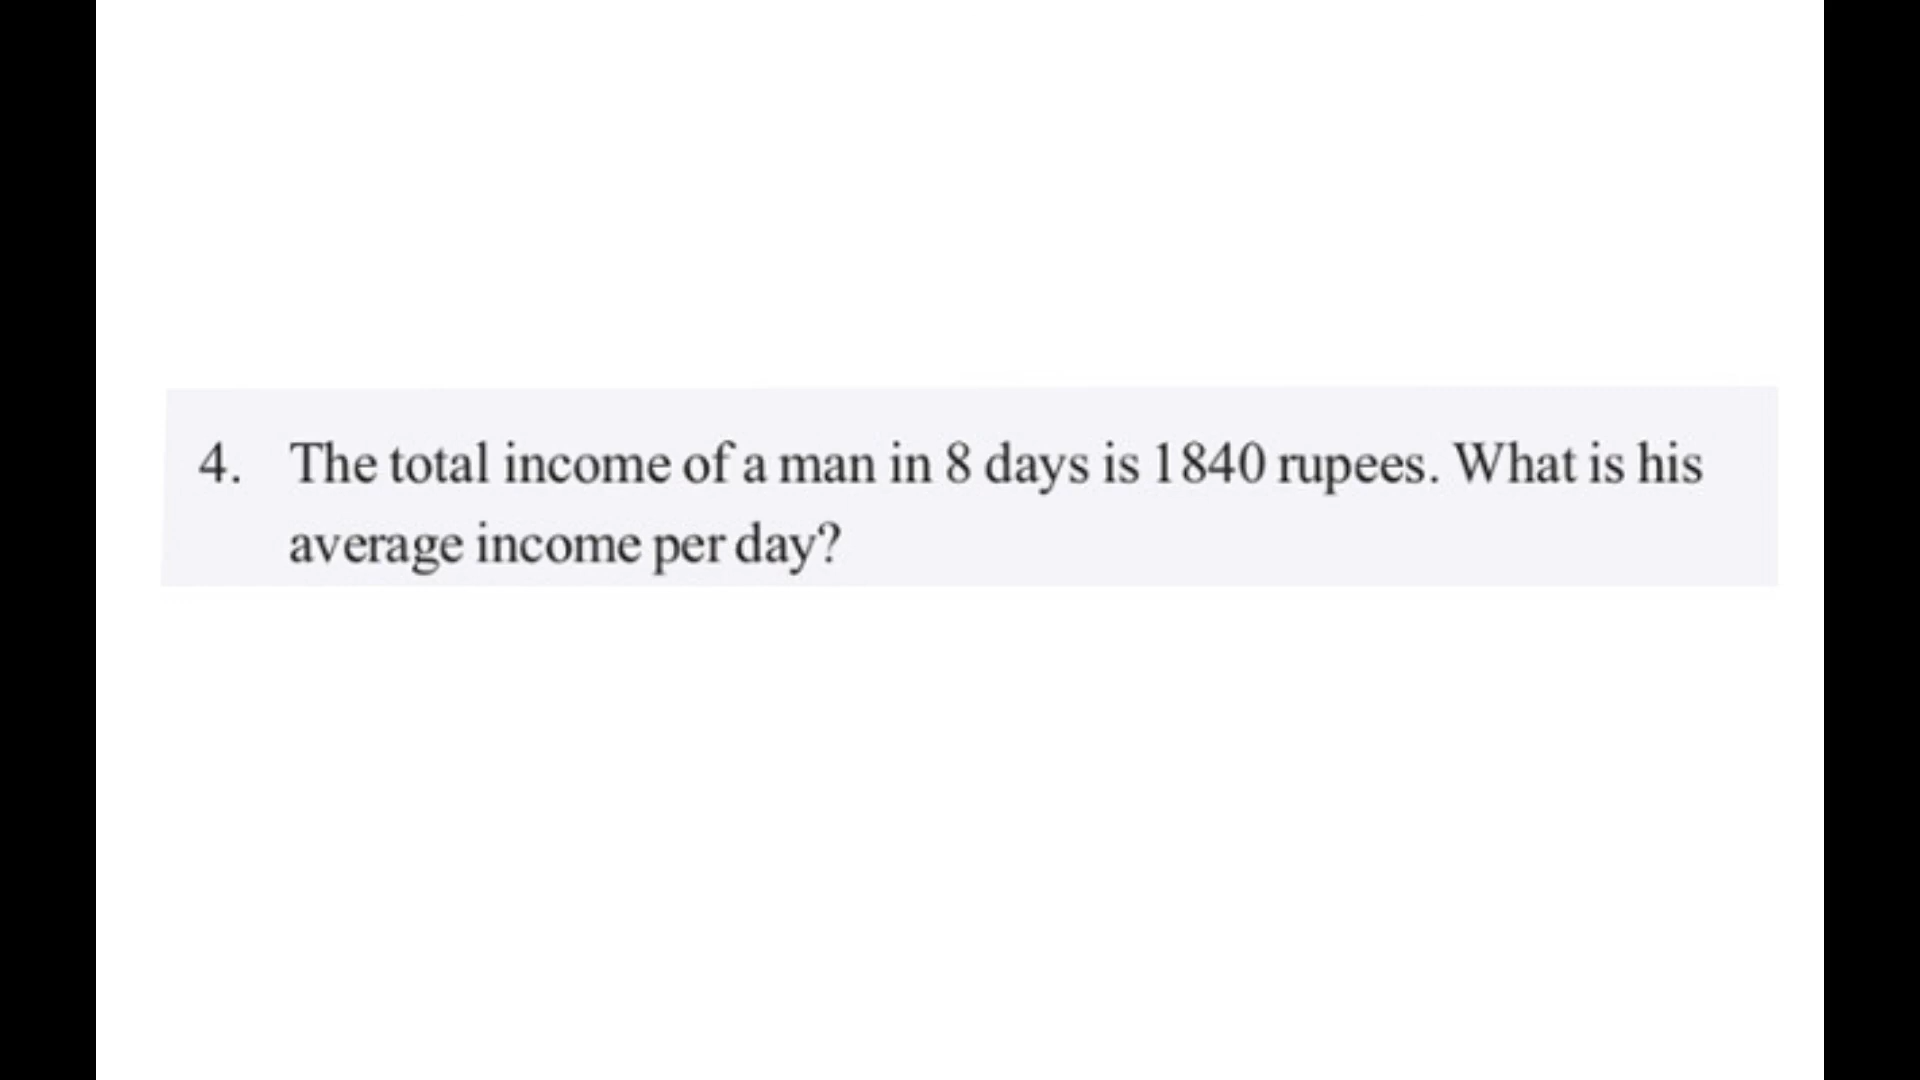 4. The total income of a man in 8 days is 1840 rupees. What is his
average income per day?